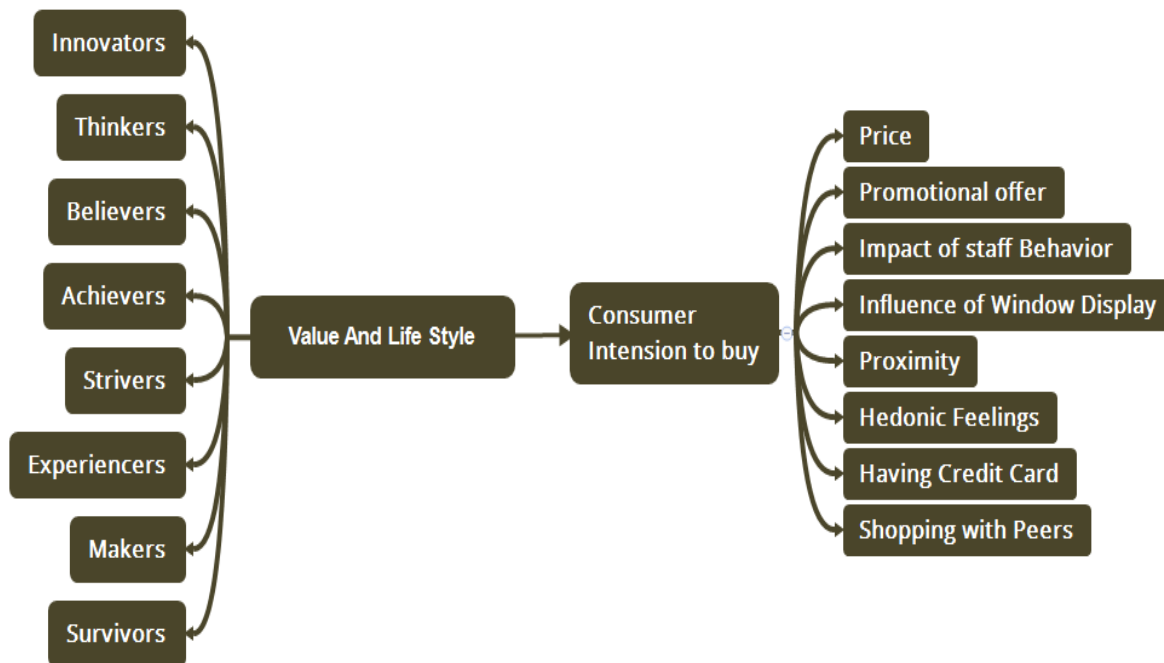 Innovators
Thinkers
Believers
Achievers
Strivers
Experiencers
Makers
Survivors
Value And Life Style
Consumer
Intension to buy
Price
Promotional offer
Impact of staff Behavior
Influence of Window Display
Proximity
Hedonic Feelings
Having Credit Card
Shopping with Peers